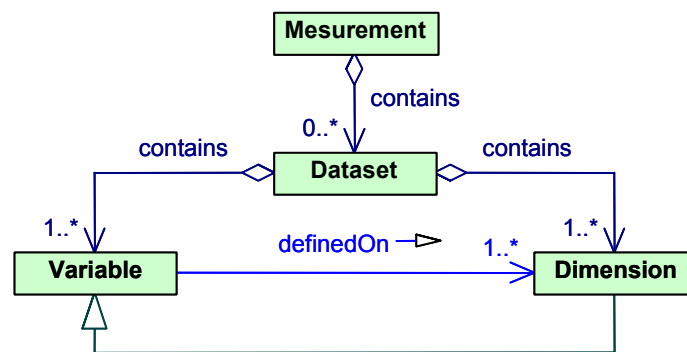 Mesurement
contains
0..*
contains
Dataset
contains
1..*
1..*
definedOn
1..*
Variable
Dimension